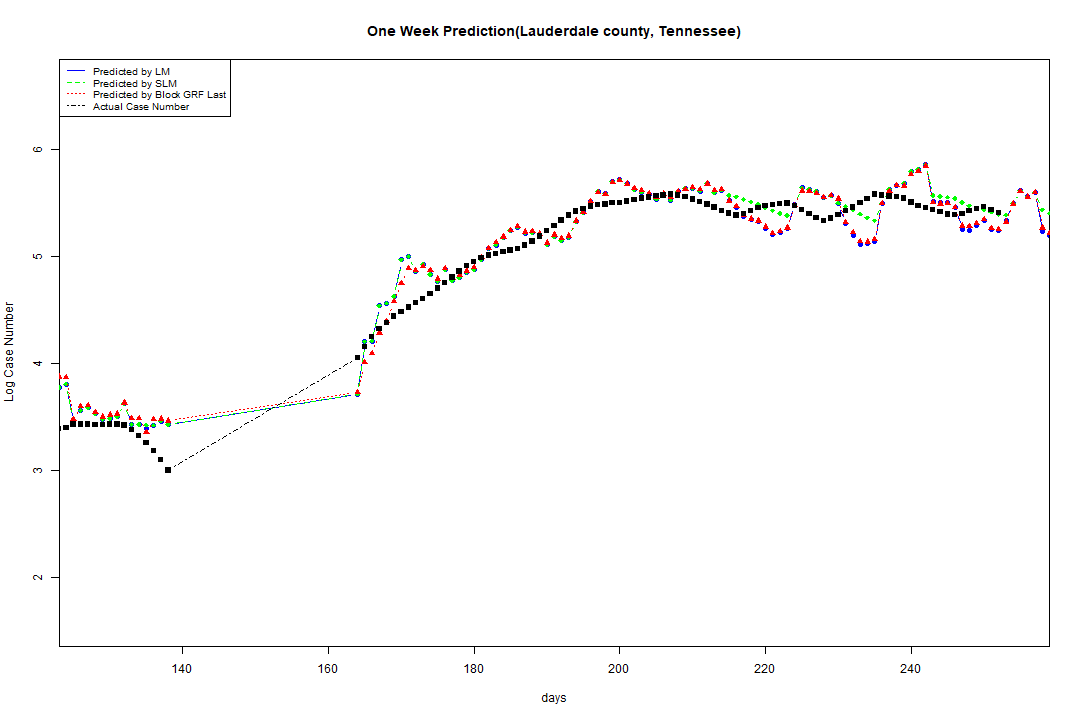 One Week Prediction(Lauderdale county, Tennessee)
Predicted by LM
Predicted by SLM
Predicted by Block GRF Last
Actual Case Number
6
5
4
3
2
Log Case Number
140 160 180 200 220 240
days